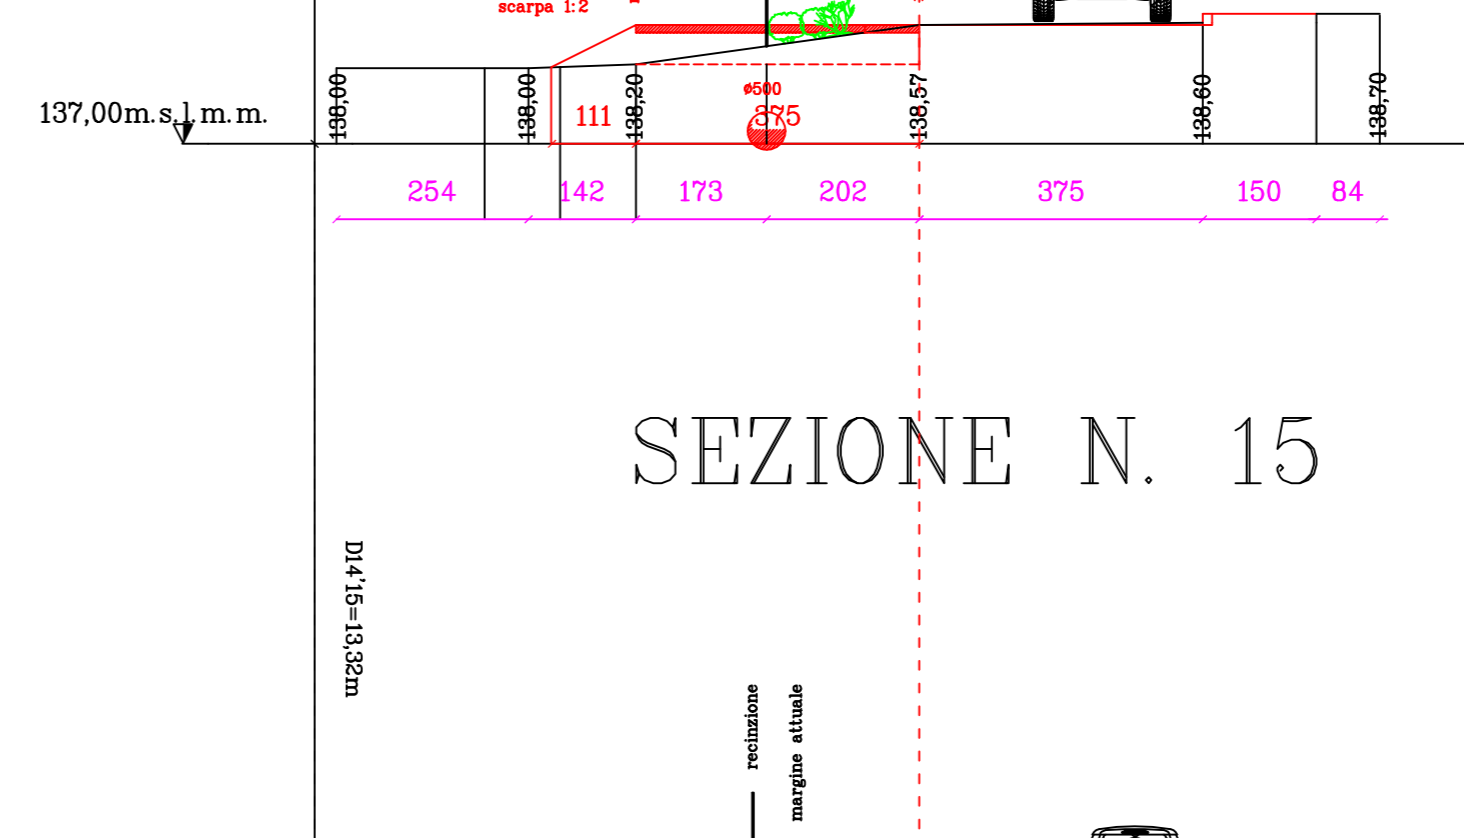 scarpa 1:2
137,00m.s.l.m.m.
138,00
138,00
138,20
138,57
138,60
138,70
ø500
111
375
254
142
173
202
375
150
84
SEZIONE N. 15
D14'15=13,32m
recinzione
margine attuale